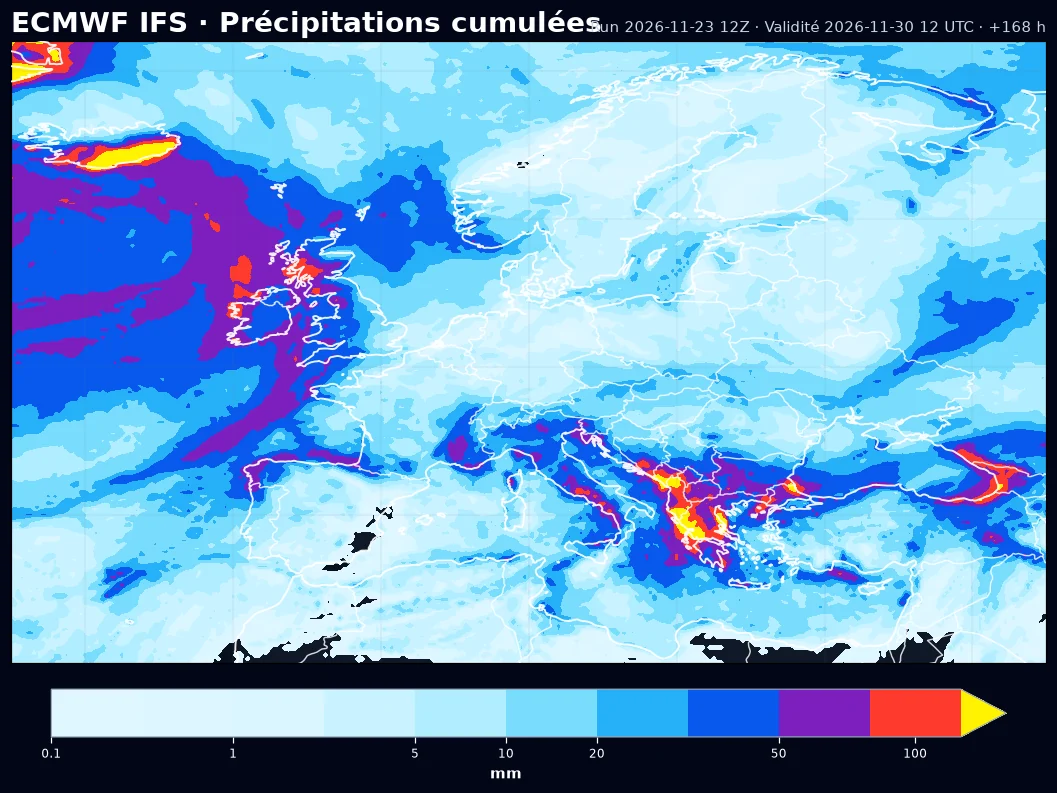 ECMWF IFS · Précipitations cumulées
Run 2026-11-23 12Z · Validité 2026-11-30 12 UTC · +168 h
0.1 1 5 10 20 50 100
mm